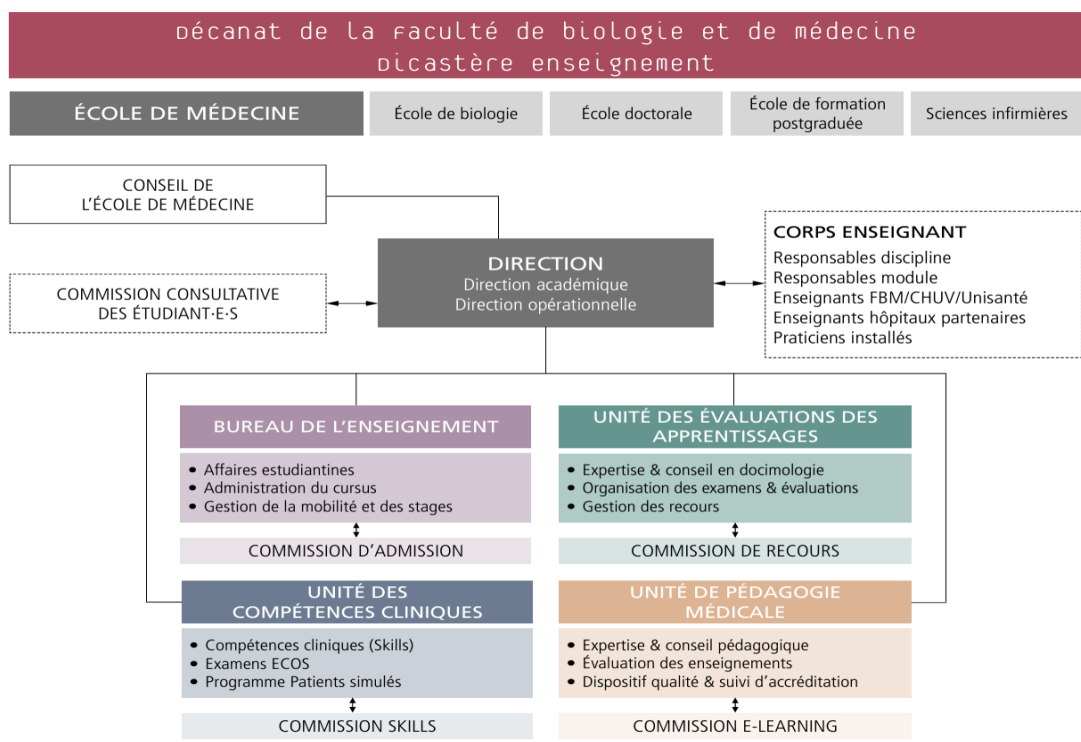 Décanat de la Faculté de biologie et de médecine
Dicastère enseignement
ÉCOLE DE MÉDECINE
École de biologie
École doctorale
École de formation
postgraduée
Sciences infirmières
CONSEIL DE
L'ÉCOLE DE MÉDECINE
DIRECTION
Direction académique
Direction opérationnelle
COMMISSION CONSULTATIVE
DES ÉTUDIANT·E·S
CORPS ENSEIGNANT
Responsables discipline
Responsables module
Enseignants FBM/CHUV/Unisanté
Enseignants hôpitaux partenaires
Praticiens installés
BUREAU DE L'ENSEIGNEMENT
• Affaires estudiantines
• Administration du cursus
• Gestion de la mobilité et des stages
COMMISSION D'ADMISSION
UNITÉ DES ÉVALUATIONS DES
APPRENTISSAGES
• Expertise & conseil en docimologie
• Organisation des examens & évaluations
• Gestion des recours
COMMISSION DE RECOURS
UNITÉ DES
COMPÉTENCES CLINIQUES
• Compétences cliniques (Skills)
• Examens ECOS
• Programme Patients simulés
COMMISSION SKILLS
UNITÉ DE PÉDAGOGIE
MÉDICALE
• Expertise & conseil pédagogique
• Évaluation des enseignements
• Dispositif qualité & suivi d'accréditation
COMMISSION E-LEARNING